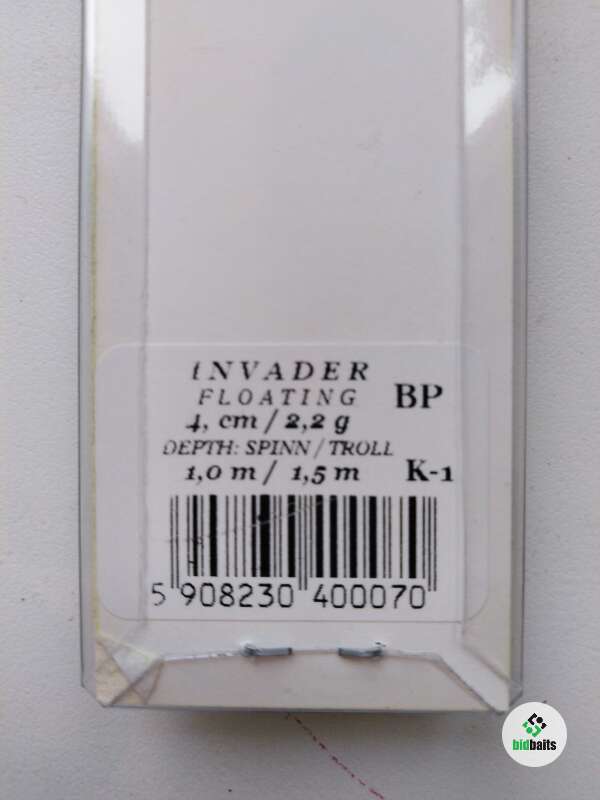 INVADER
FLOATING BP
4, cm / 2,2 g
DEPTH: SPINN / TROLL
1,0 m / 1,5 m K-1
5 908230 400070
bidbaits